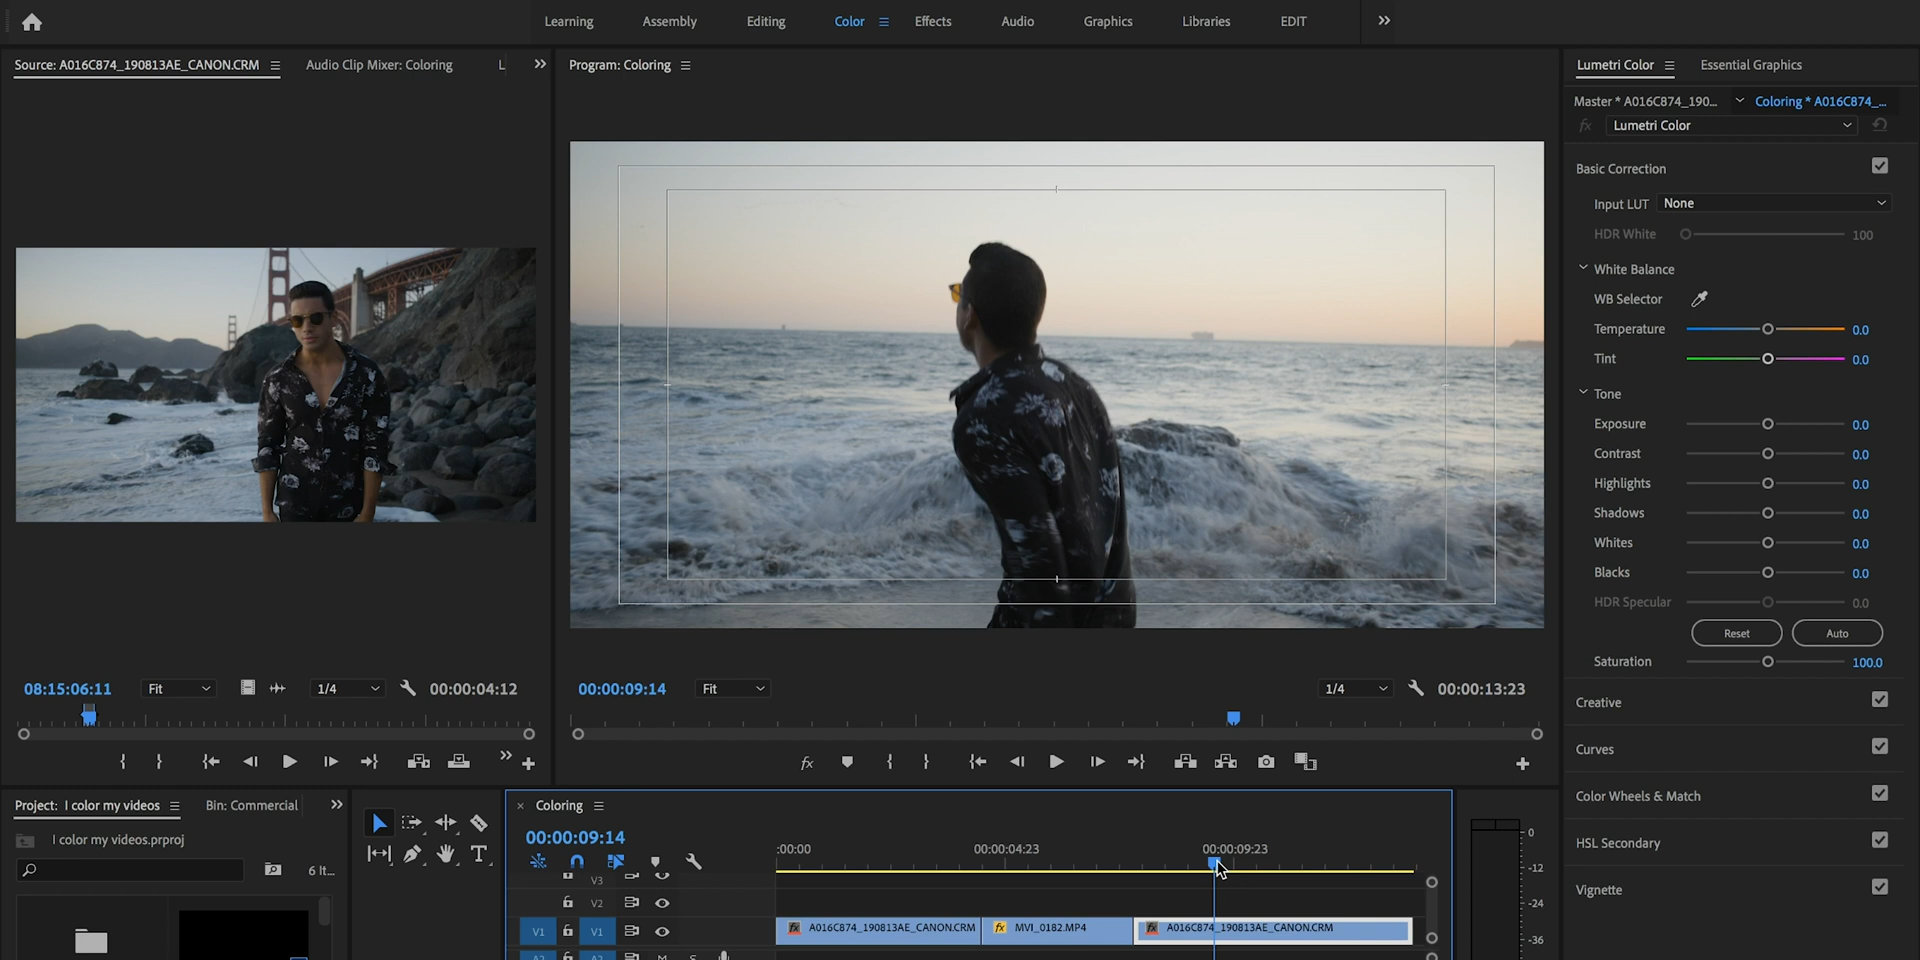 Learning Assembly Editing Color Effects Audio Graphics Libraries EDIT
Source: A016C874_190813AE_CANON.CRM Audio Clip Mixer: Coloring L
Program: Coloring
Lumetri Color Essential Graphics
Master * A016C874_190... Coloring * A016C874_...
fx Lumetri Color
Basic Correction
Input LUT None
HDR White 100
White Balance
WB Selector
Temperature 0.0
Tint 0.0
Tone
Exposure 0.0
Contrast 0.0
Highlights 0.0
Shadows 0.0
Whites 0.0
Blacks 0.0
HDR Specular 0.0
Reset Auto
Saturation 100.0
Creative
Curves
Color Wheels & Match
HSL Secondary
Vignette
08:15:06:11 Fit 1/4 00:00:04:12
00:00:09:14 Fit 1/4 00:00:13:23
fx
Project: I color my videos Bin: Commercial
I color my videos.prproj
6 It...
T
Coloring
00:00:09:14
:00:00 00:00:04:23 00:00:09:23
V3
V2
V1 V1 fx A016C874_190813AE_CANON.CRM fx MVI_0182.MP4 fx A016C874_190813AE_CANON.CRM
A2 A2 M S
0
-12
-24
-36